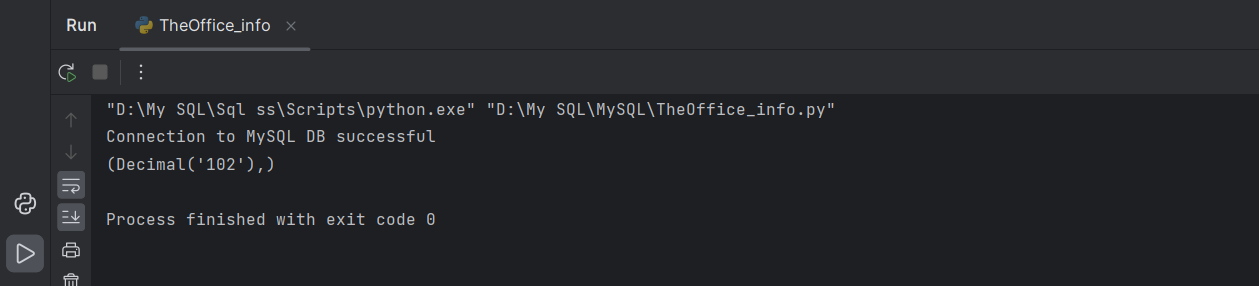 Run TheOffice_info
"D:\My SQL\Sql ss\Scripts\python.exe" "D:\My SQL\MySQL\TheOffice_info.py"
Connection to MySQL DB successful
(Decimal('102'),)
Process finished with exit code 0